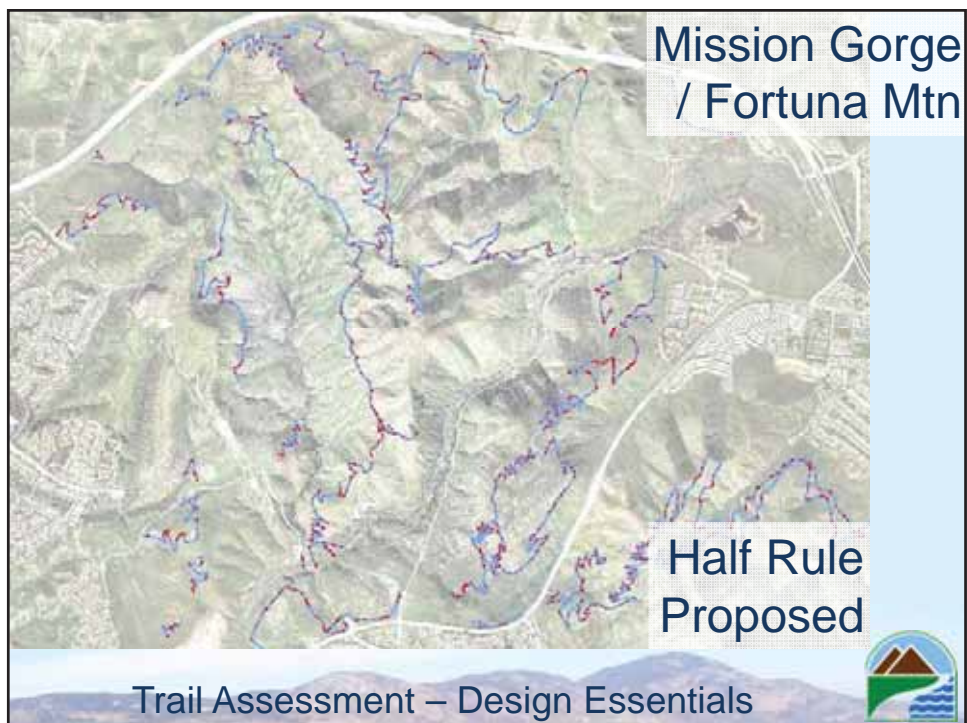 Mission Gorge
/ Fortuna Mtn
Half Rule
Proposed
Trail Assessment – Design Essentials